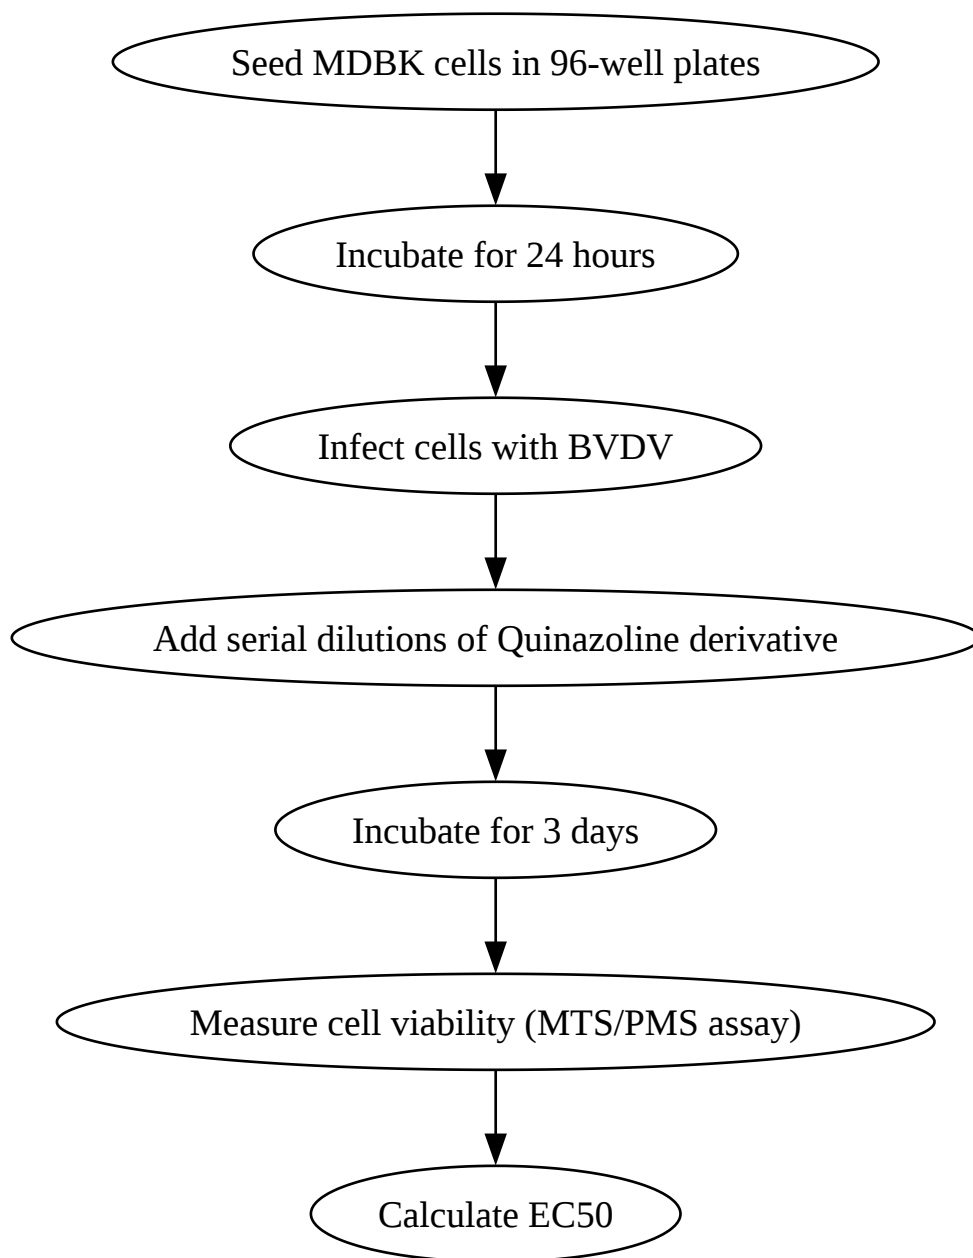 Seed MDBK cells in 96-well plates
Incubate for 24 hours
Infect cells with BVDV
Add serial dilutions of Quinazoline derivative
Incubate for 3 days
Measure cell viability (MTS/PMS assay)
Calculate EC50